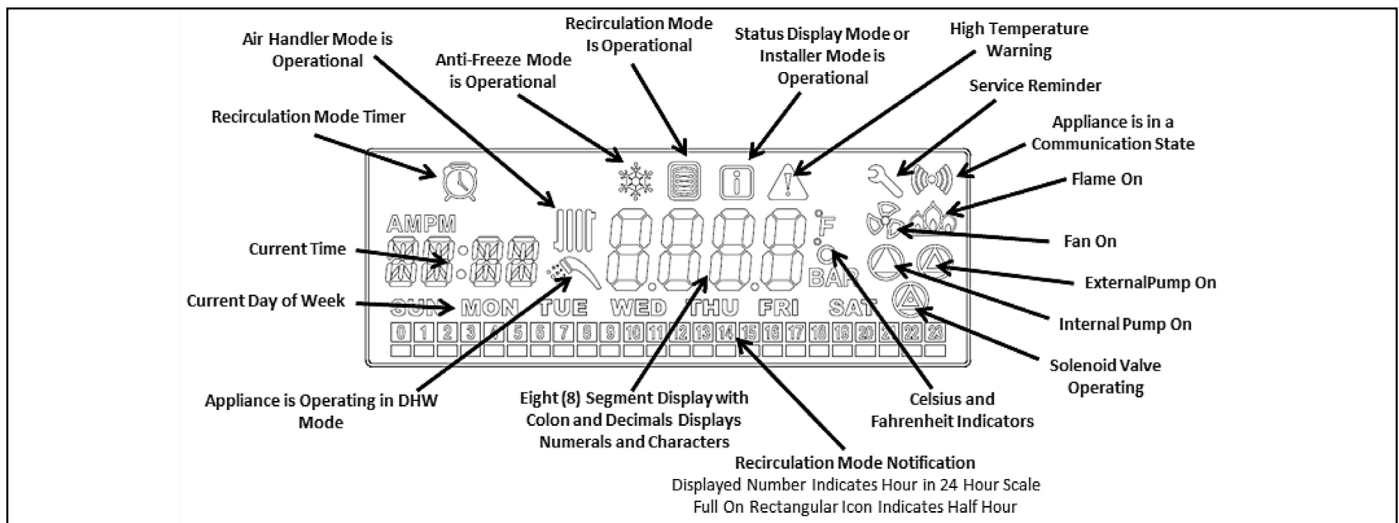 Recirculation Mode
Is Operational
Air Handler Mode is
Operational
Anti-Freeze Mode
is Operational
Status Display Mode or
Installer Mode is
Operational
High Temperature
Warning
Service Reminder
Recirculation Mode Timer
Appliance is in a
Communication State
Flame On
AMPM
°F
°C
BAR
Current Time
Fan On
ExternalPump On
Current Day of Week
SUN MON TUE WED THU FRI SAT
Internal Pump On
0 1 2 3 4 5 6 7 8 9 10 11 12 13 14 15 16 17 18 19 20 21 22 23
Solenoid Valve
Operating
Appliance is Operating in DHW
Mode
Eight (8) Segment Display with
Colon and Decimals Displays
Numerals and Characters
Celsius and
Fahrenheit Indicators
Recirculation Mode Notification
Displayed Number Indicates Hour in 24 Hour Scale
Full On Rectangular Icon Indicates Half Hour